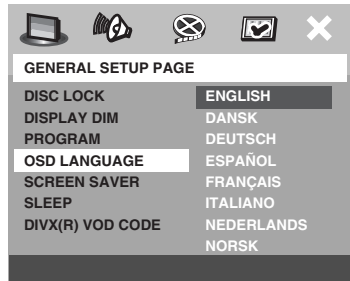 GENERAL SETUP PAGE
DISC LOCK
DISPLAY DIM
PROGRAM
OSD LANGUAGE
SCREEN SAVER
SLEEP
DIVX(R) VOD CODE
ENGLISH
DANSK
DEUTSCH
ESPAÑOL
FRANÇAIS
ITALIANO
NEDERLANDS
NORSK